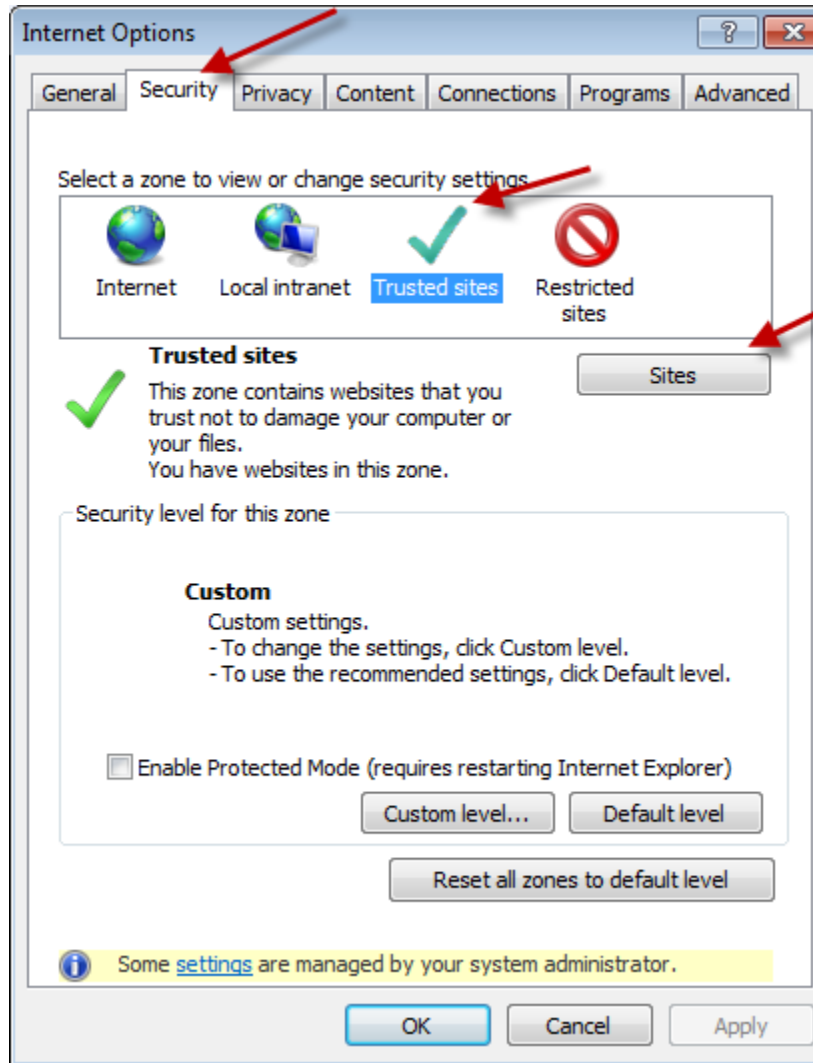 Internet Options
General Security Privacy Content Connections Programs Advanced
Select a zone to view or change security settings.
Internet Local intranet Trusted sites Restricted
sites
Trusted sites
Sites
This zone contains websites that you
trust not to damage your computer or
your files.
You have websites in this zone.
Security level for this zone
Custom
Custom settings.
- To change the settings, click Custom level.
- To use the recommended settings, click Default level.
Enable Protected Mode (requires restarting Internet Explorer)
Custom level... Default level
Reset all zones to default level
Some settings are managed by your system administrator.
OK Cancel Apply